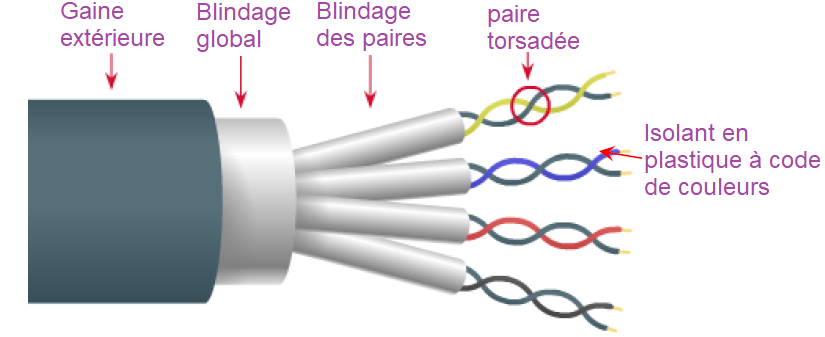 Gaine
extérieure
Blindage
global
Blindage
des paires
paire
torsadée
Isolant en
plastique à code
de couleurs